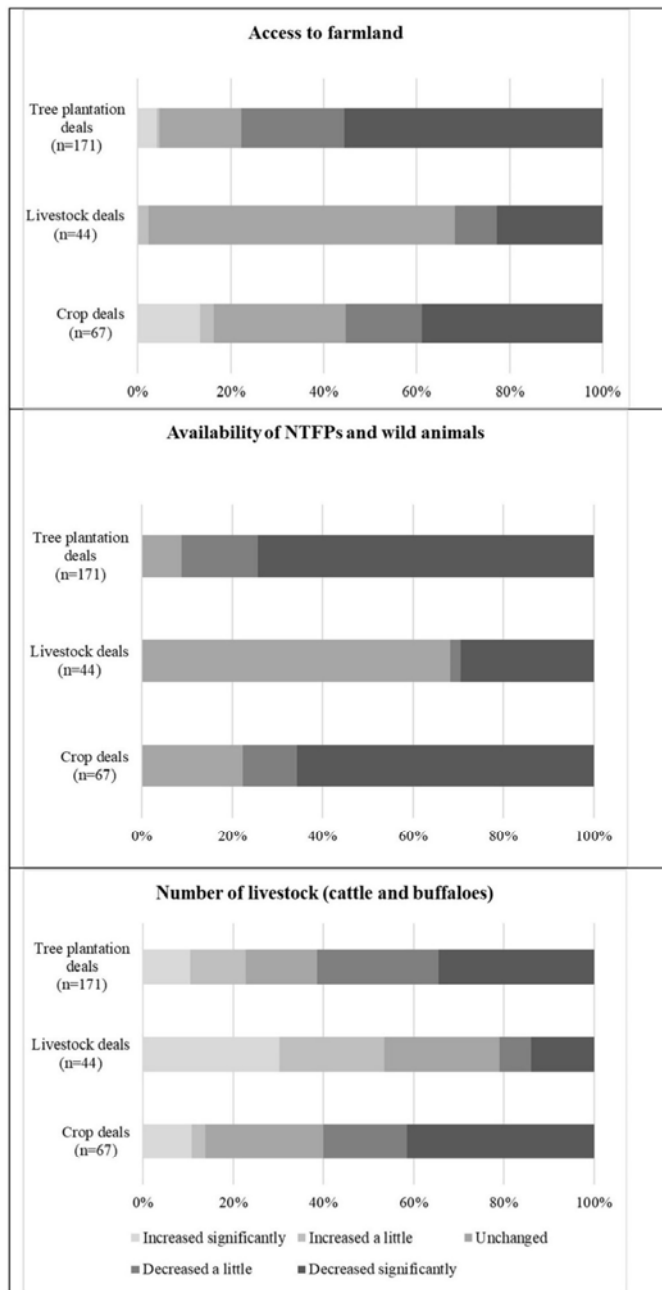 Access to farmland
Tree plantation
deals
(n=171)
Livestock deals
(n=44)
Crop deals
(n=67)
0% 20% 40% 60% 80% 100%
Availability of NTFPs and wild animals
Tree plantation
deals
(n=171)
Livestock deals
(n=44)
Crop deals
(n=67)
0% 20% 40% 60% 80% 100%
Number of livestock (cattle and buffaloes)
Tree plantation
deals
(n=171)
Livestock deals
(n=44)
Crop deals
(n=67)
0% 20% 40% 60% 80% 100%
Increased significantly Increased a little Unchanged
Decreased a little Decreased significantly